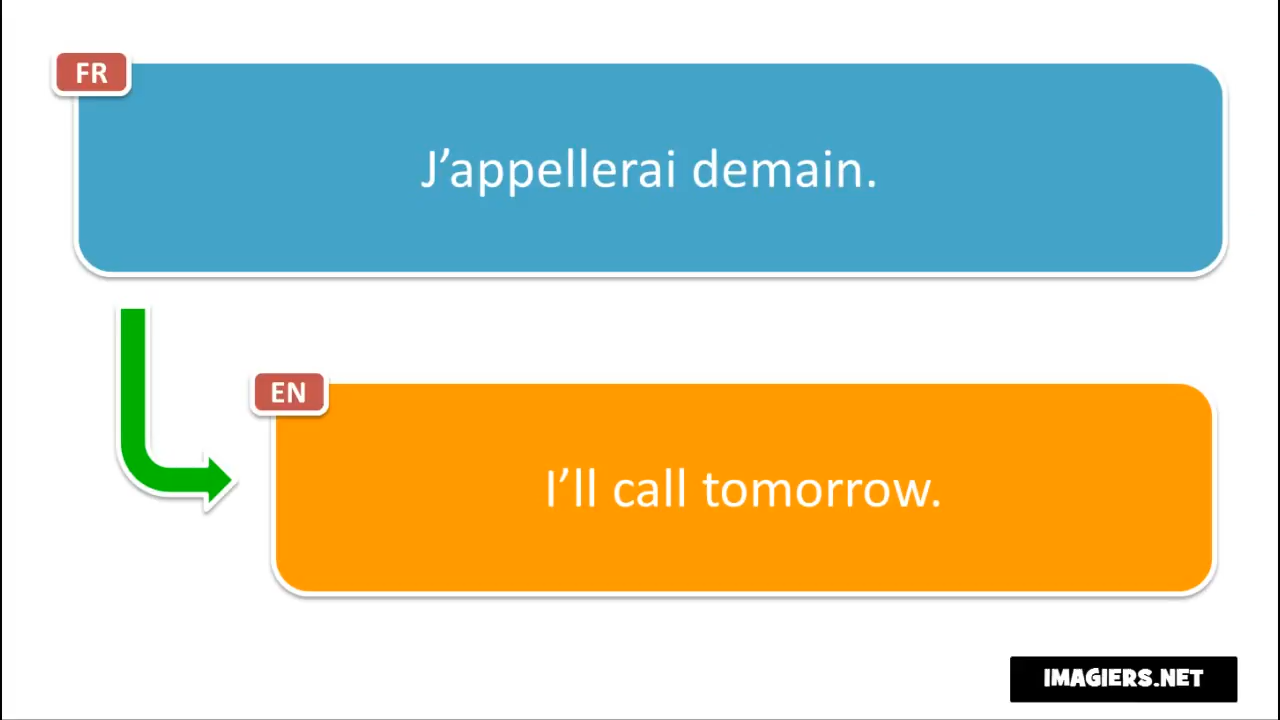 FR
J’appellerai demain.
EN
I’ll call tomorrow.
IMAGIERS.NET